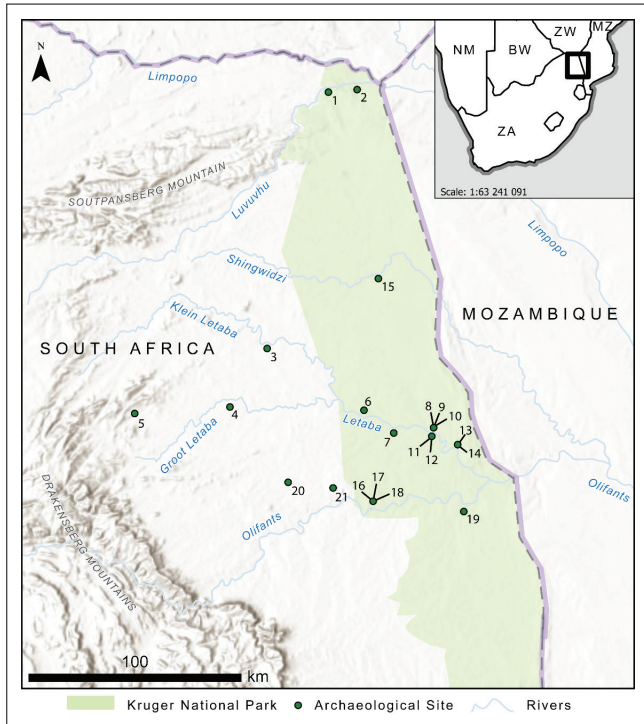 N
NM
BW
ZW
MZ
ZA
Scale: 1:63 241 091
Limpopo
1
2
SOUTPANSBERG MOUNTAIN
Luvuvhu
Limpopo
Shingwidzi
15
MOZAMBIQUE
Klein Letaba
SOUTH AFRICA
3
6
8
9
10
5
4
Letaba
7
13
11
12
14
Groot Letaba
17
20
21
16
18
Olifants
19
Olifants
DRAKENSBERG MOUNTAINS
100
km
Kruger National Park
Archaeological Site
Rivers